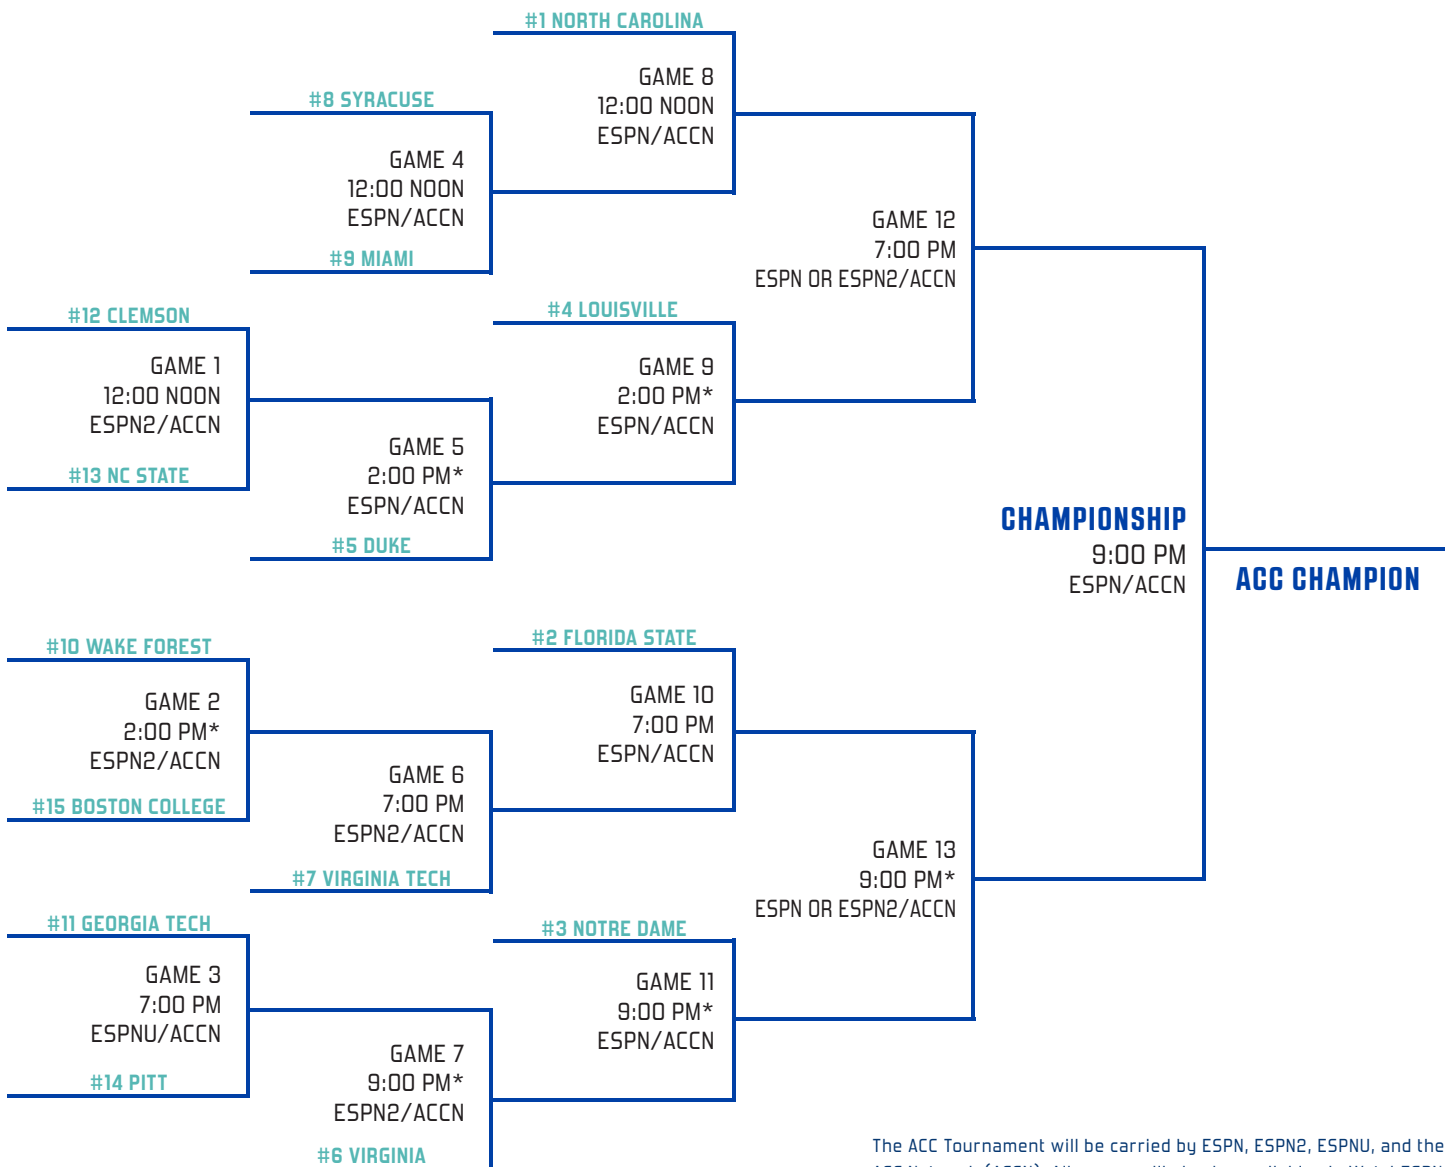 #1 NORTH CAROLINA
GAME 8
12:00 NOON
ESPN/ACCN
#8 SYRACUSE
GAME 4
12:00 NOON
ESPN/ACCN
#9 MIAMI
GAME 12
7:00 PM
ESPN OR ESPN2/ACCN
#12 CLEMSON
GAME 1
12:00 NOON
ESPN2/ACCN
#13 NC STATE
#4 LOUISVILLE
GAME 9
2:00 PM*
ESPN/ACCN
GAME 5
2:00 PM*
ESPN/ACCN
#5 DUKE
CHAMPIONSHIP
9:00 PM
ESPN/ACCN
ACC CHAMPION
#10 WAKE FOREST
GAME 2
2:00 PM*
ESPN2/ACCN
#15 BOSTON COLLEGE
#2 FLORIDA STATE
GAME 10
7:00 PM
ESPN/ACCN
GAME 6
7:00 PM
ESPN2/ACCN
#7 VIRGINIA TECH
GAME 13
9:00 PM*
ESPN OR ESPN2/ACCN
#11 GEORGIA TECH
GAME 3
7:00 PM
ESPNU/ACCN
#14 PITT
#3 NOTRE DAME
GAME 11
9:00 PM*
ESPN/ACCN
GAME 7
9:00 PM*
ESPN2/ACCN
#6 VIRGINIA
The ACC Tournament will be carried by ESPN, ESPN2, ESPNU, and the